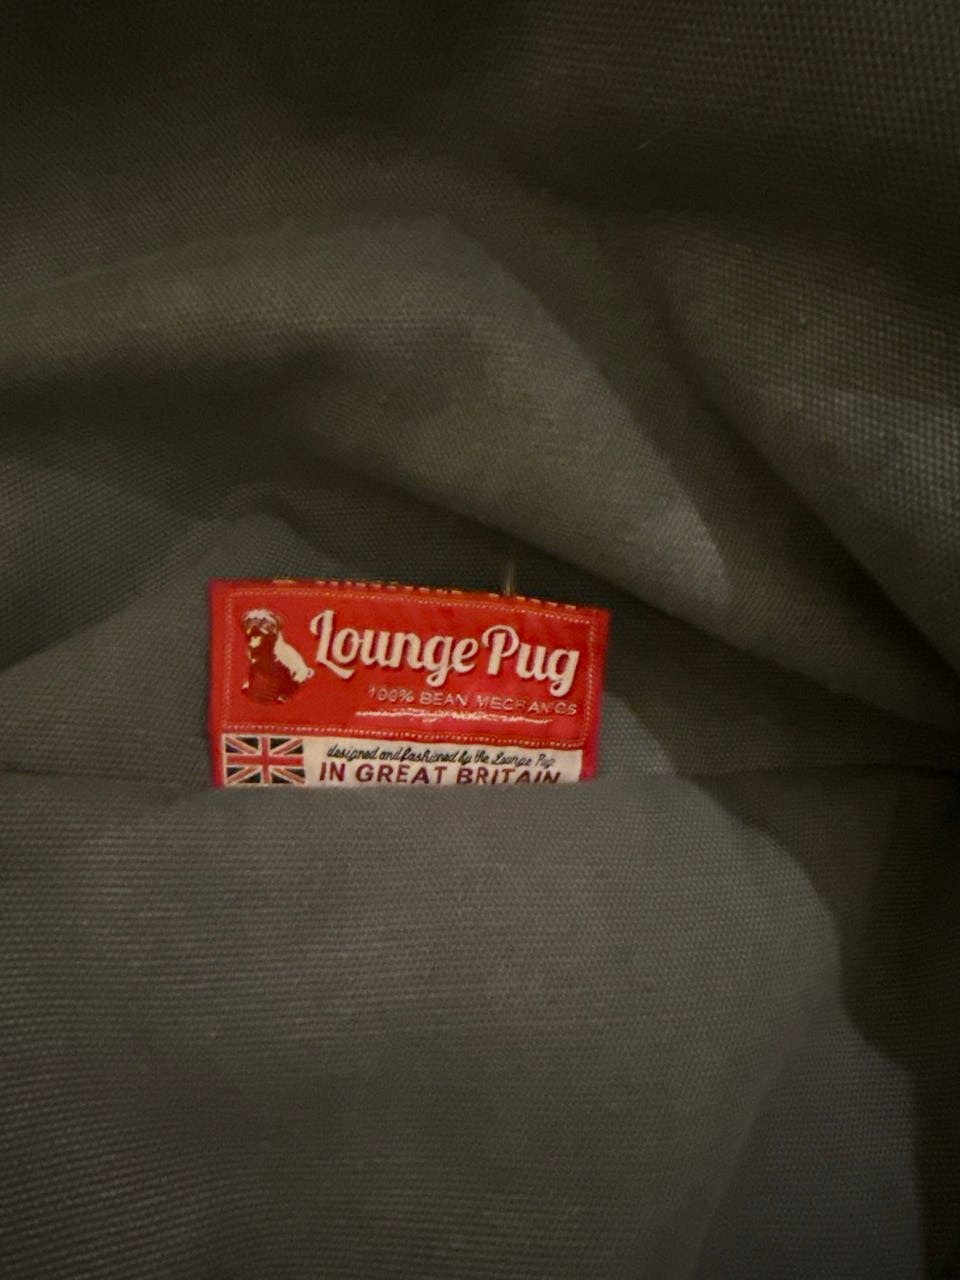 Lounge Pug
100% BEAN MECHANICS
designed and fashioned by the Lounge Pug
IN GREAT BRITAIN